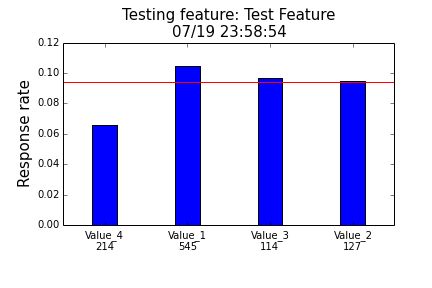 Testing feature: Test Feature
07/19 23:58:54
0.12
0.10
0.08
0.06
0.04
0.02
0.00
Response rate
Value_4
214
Value_1
545
Value_3
114
Value_2
127